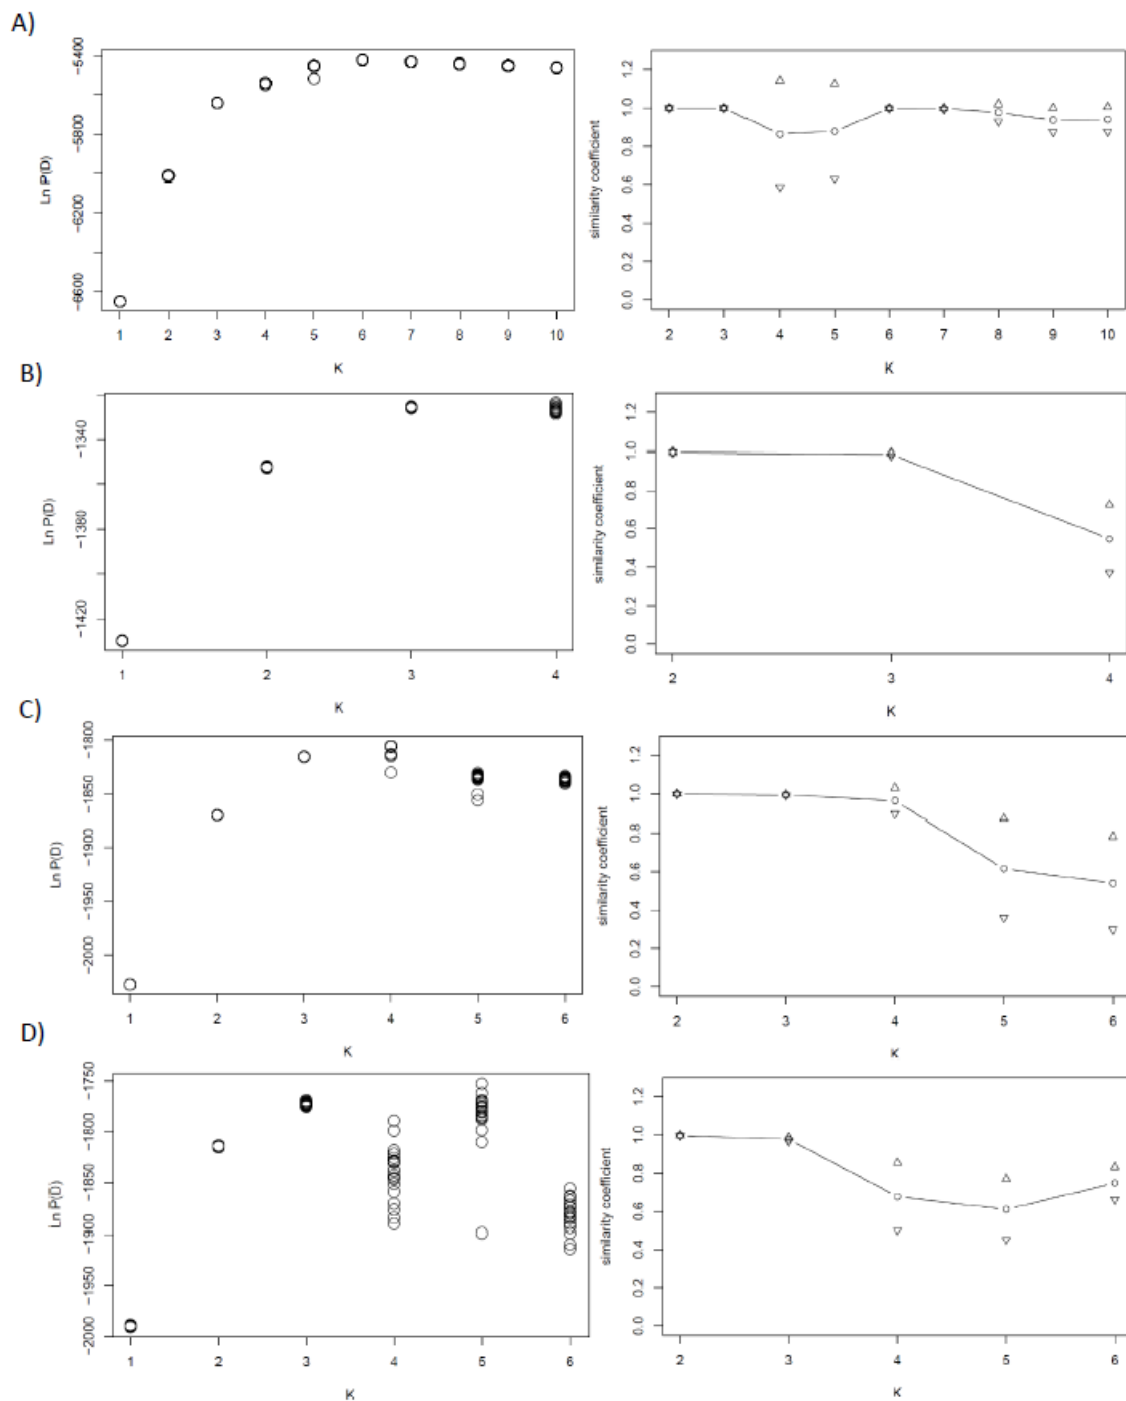 A)
Ln P(D)
−5400
−5800
−6200
−6600
1 2 3 4 5 6 7 8 9 10
K
similarity coefficient
1.2
1.0
0.8
0.6
0.4
0.2
0.0
2 3 4 5 6 7 8 9 10
K
B)
Ln P(D)
−1340
−1380
−1420
1 2 3 4
K
similarity coefficient
1.2
1.0
0.8
0.6
0.4
0.2
0.0
2 3 4
K
C)
Ln P(D)
−1800
−1850
−1900
−1950
−2000
1 2 3 4 5 6
K
similarity coefficient
1.2
1.0
0.8
0.6
0.4
0.2
0.0
2 3 4 5 6
K
D)
Ln P(D)
−1750
−1800
−1850
−1900
−1950
−2000
1 2 3 4 5 6
K
similarity coefficient
1.2
1.0
0.8
0.6
0.4
0.2
0.0
2 3 4 5 6
K